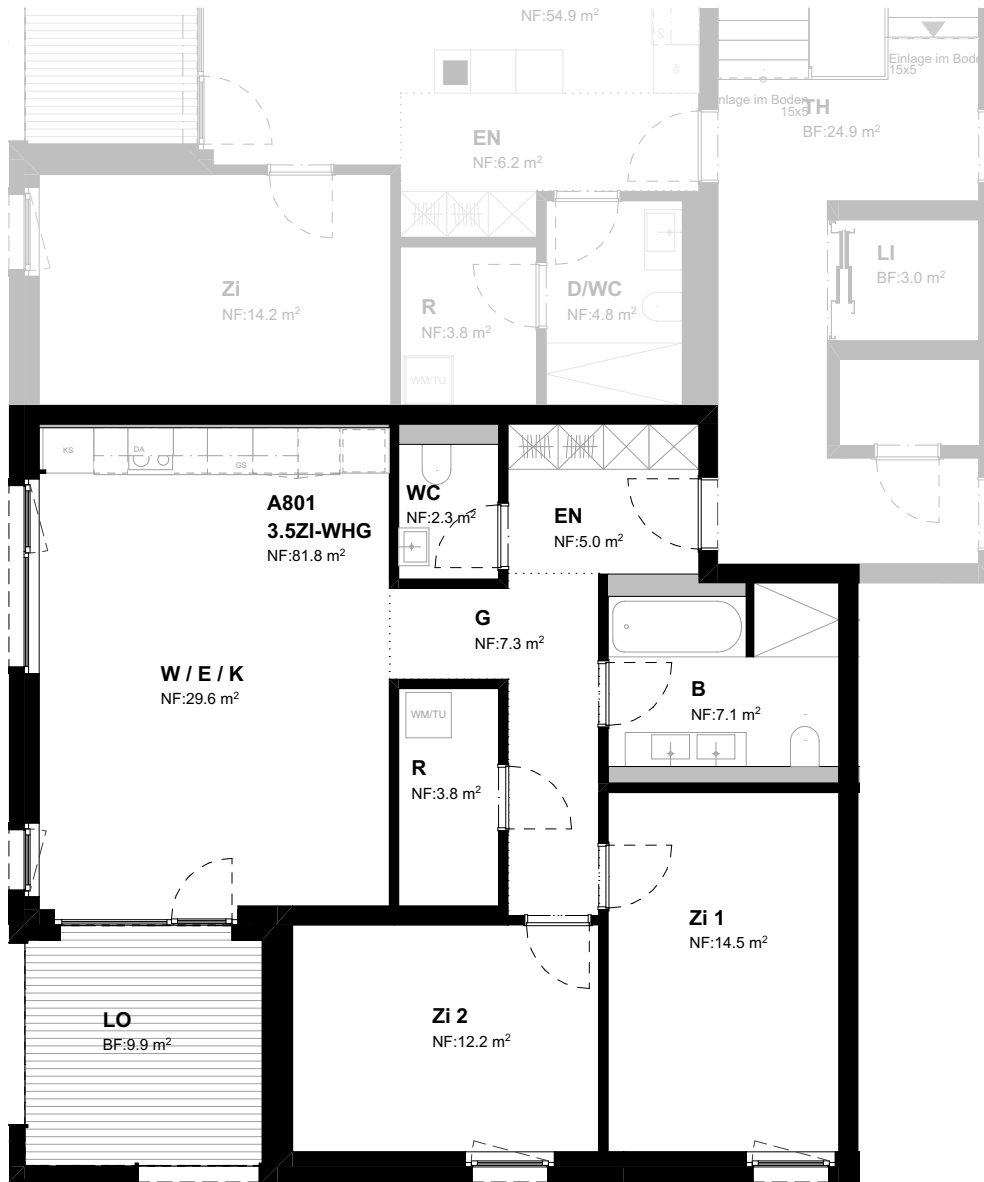 NF:54.9 m²
Einlage im Bode
15x5
nlage im Boden
15x5
TH
BF:24.9 m²
EN
NF:6.2 m²
LI
BF:3.0 m²
Zi
NF:14.2 m²
D/WC
NF:4.8 m²
R
NF:3.8 m²
WM/TU
KS
DA
GS
A801
3.5ZI-WHG
NF:81.8 m²
WC
NF:2.3 m²
EN
NF:5.0 m²
G
NF:7.3 m²
W / E / K
NF:29.6 m²
B
NF:7.1 m²
WM/TU
R
NF:3.8 m²
Zi 1
NF:14.5 m²
LO
BF:9.9 m²
Zi 2
NF:12.2 m²